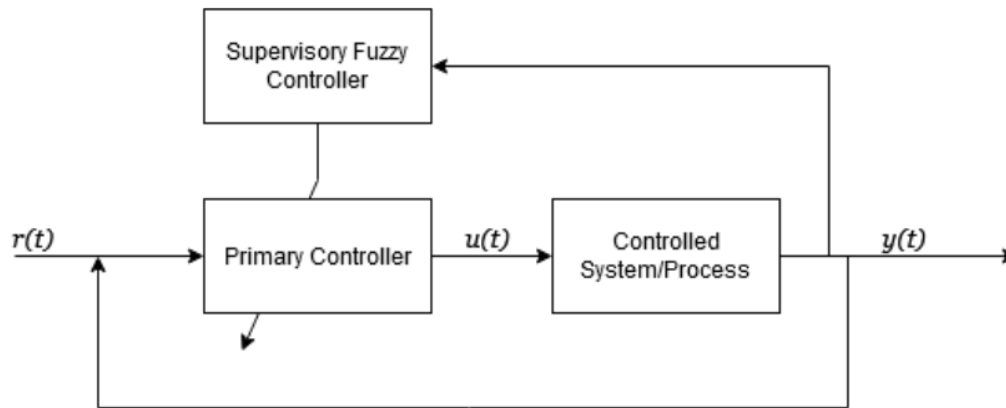 Supervisory Fuzzy
Controller
r(t)
Primary Controller
u(t)
Controlled
System/Process
y(t)